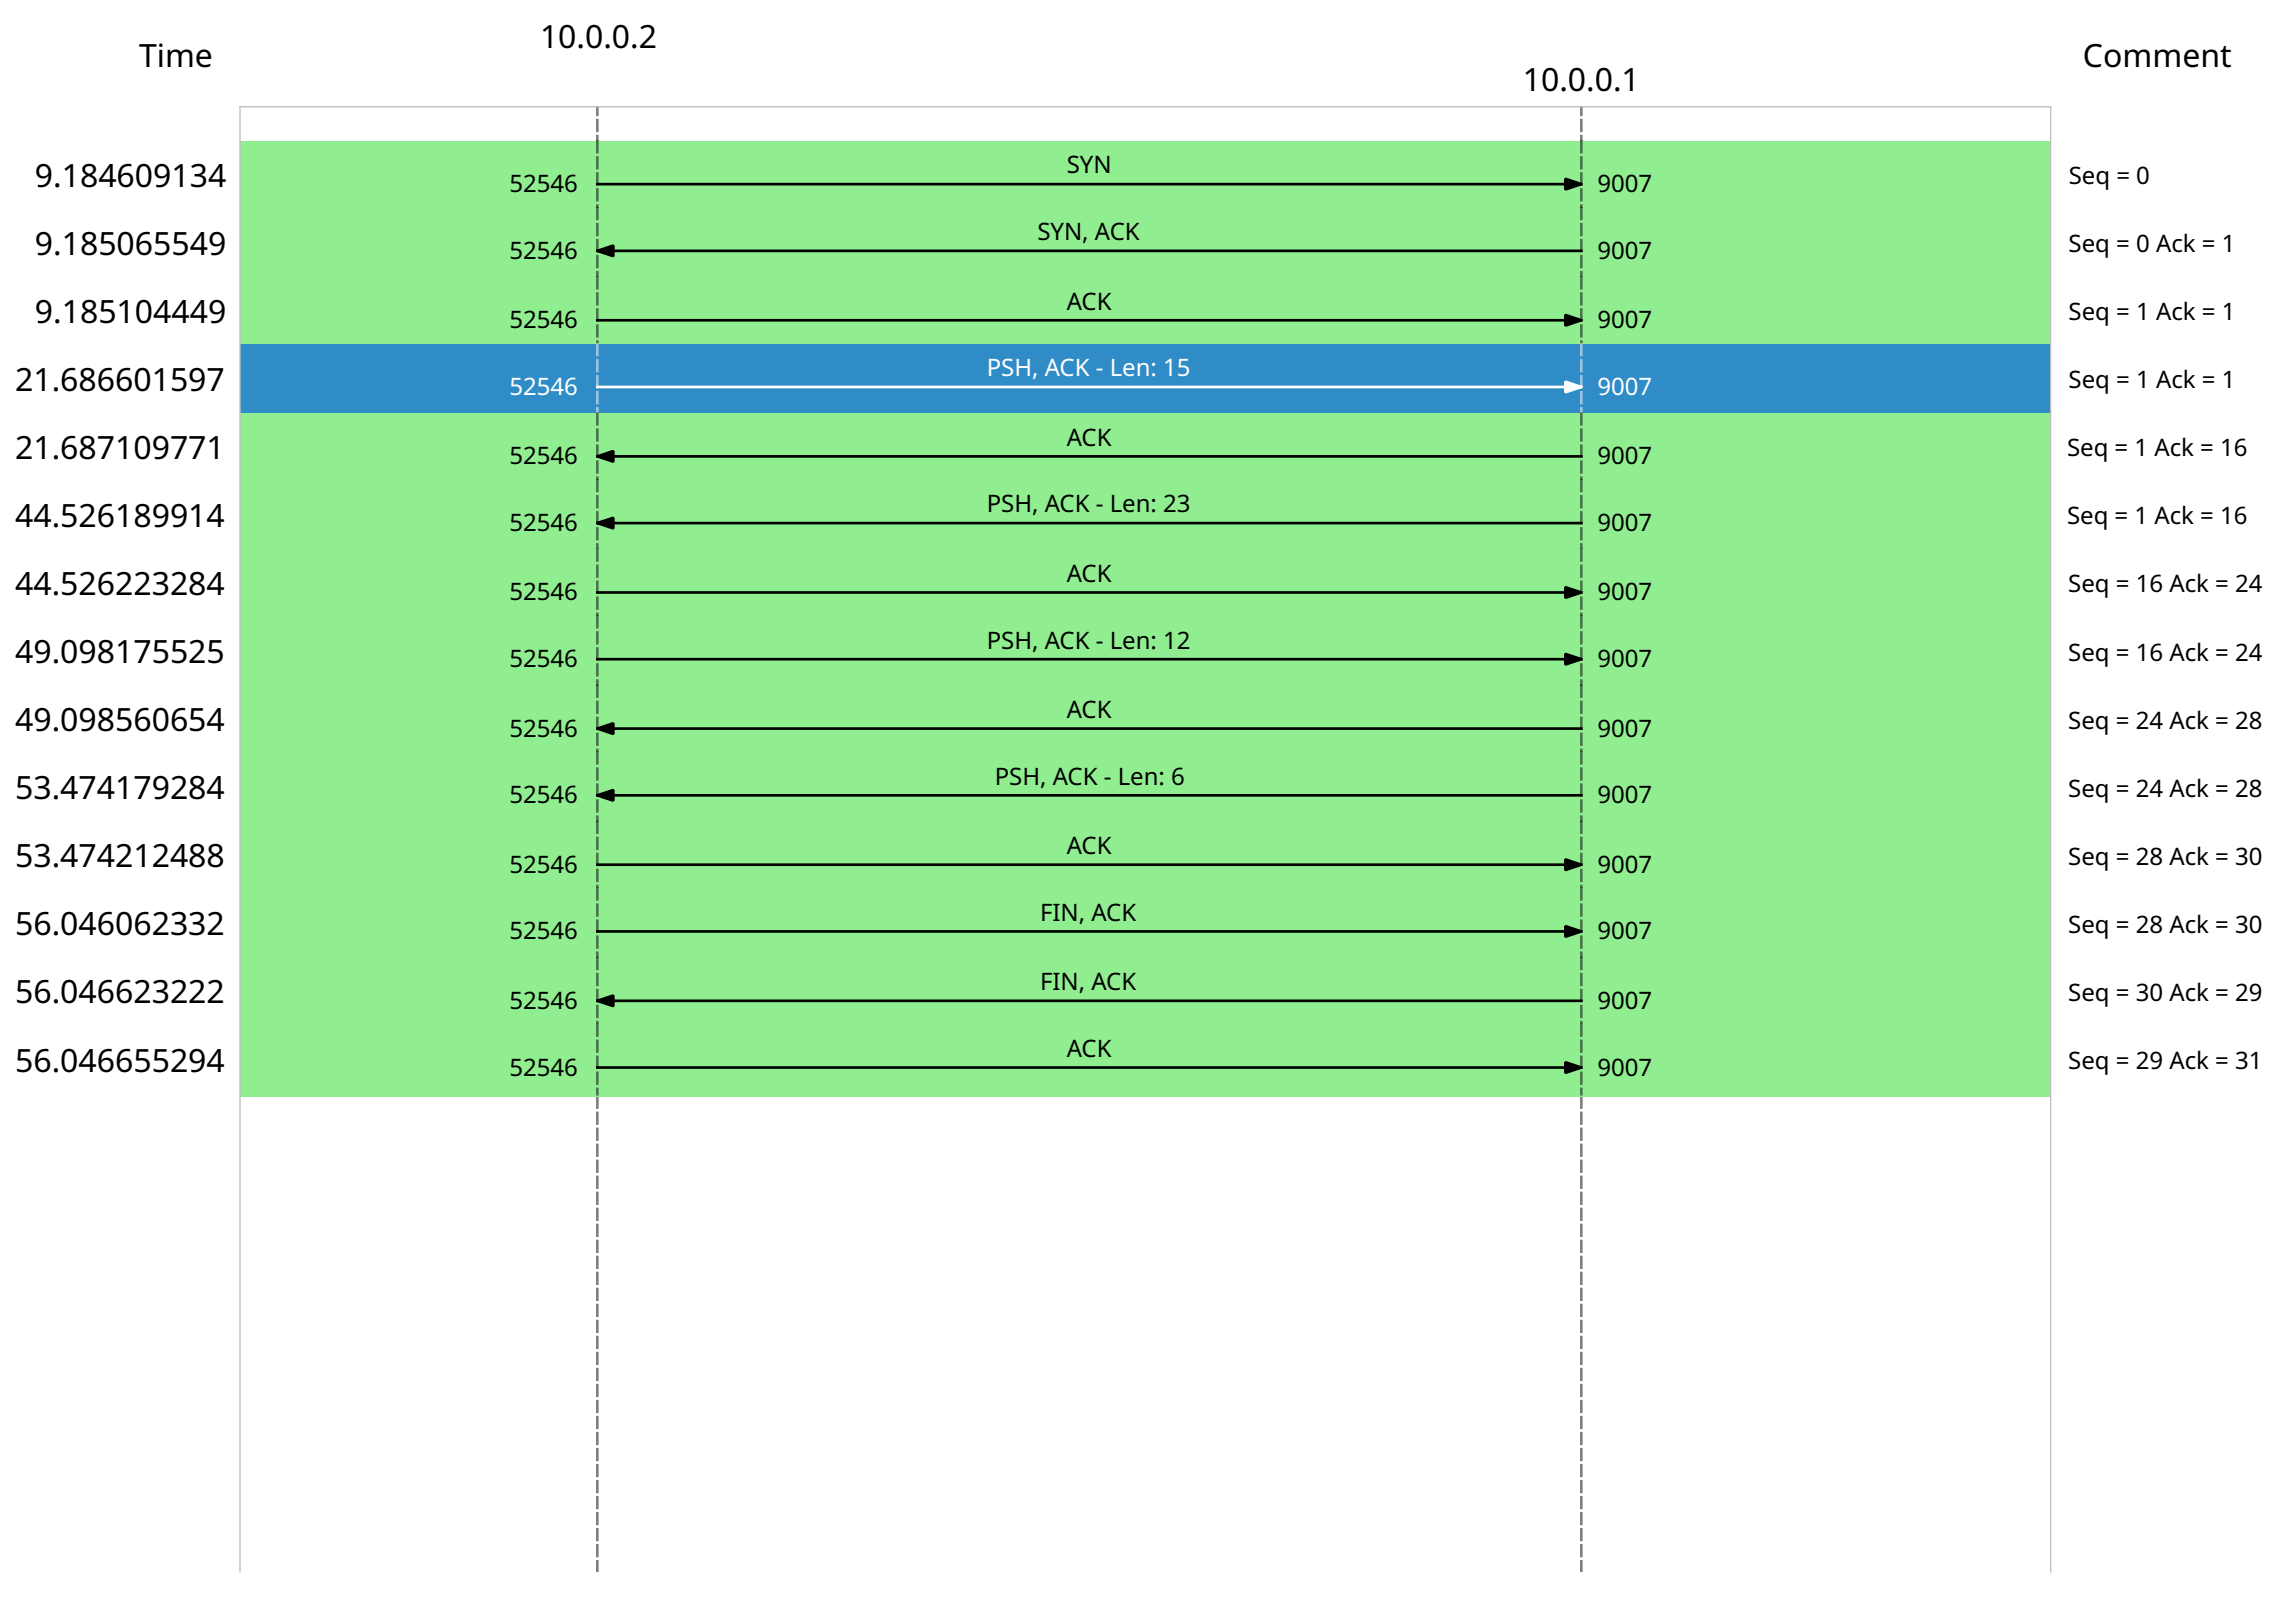 Time 10.0.0.2 10.0.0.1 Comment
9.184609134 52546 SYN 9007 Seq = 0
9.185065549 52546 SYN, ACK 9007 Seq = 0 Ack = 1
9.185104449 52546 ACK 9007 Seq = 1 Ack = 1
21.686601597 52546 PSH, ACK - Len: 15 9007 Seq = 1 Ack = 1
21.687109771 52546 ACK 9007 Seq = 1 Ack = 16
44.526189914 52546 PSH, ACK - Len: 23 9007 Seq = 1 Ack = 16
44.526223284 52546 ACK 9007 Seq = 16 Ack = 24
49.098175525 52546 PSH, ACK - Len: 12 9007 Seq = 16 Ack = 24
49.098560654 52546 ACK 9007 Seq = 24 Ack = 28
53.474179284 52546 PSH, ACK - Len: 6 9007 Seq = 24 Ack = 28
53.474212488 52546 ACK 9007 Seq = 28 Ack = 30
56.046062332 52546 FIN, ACK 9007 Seq = 28 Ack = 30
56.046623222 52546 FIN, ACK 9007 Seq = 30 Ack = 29
56.046655294 52546 ACK 9007 Seq = 29 Ack = 31